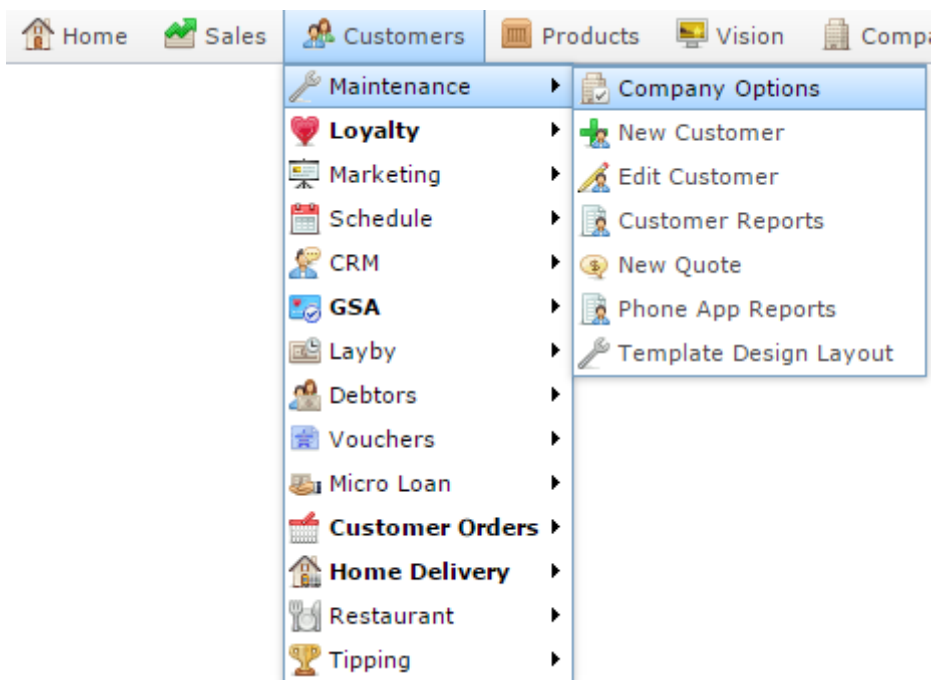 Home Sales Customers Products Vision Compa
Maintenance
Loyalty
Marketing
Schedule
CRM
GSA
Layby
Debtors
Vouchers
Micro Loan
Customer Orders
Home Delivery
Restaurant
Tipping
Company Options
New Customer
Edit Customer
Customer Reports
New Quote
Phone App Reports
Template Design Layout